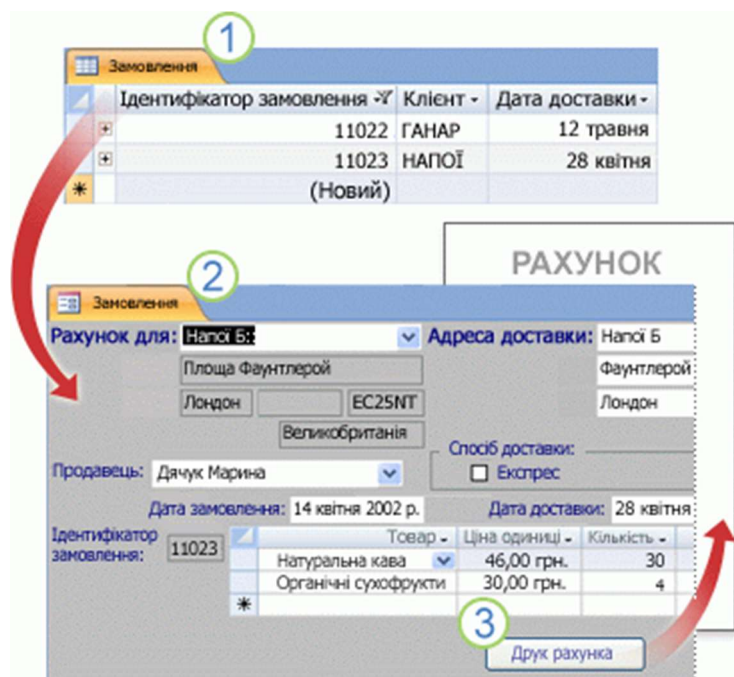 1
Замовлення
Ідентифікатор замовлення Клієнт Дата доставки
11022 ГАНАР 12 травня
11023 НАПОЇ 28 квітня
(Новий)
РАХУНОК
2
Замовлення
Рахунок для: Напої Б:: Адреса доставки: Напої Б
Площа Фаунтлерой Фаунтлерой
Лондон EC25NT Лондон
Великобританія
Спосіб доставки:
Продавець: Дячук Марина Експрес
Дата замовлення: 14 квітня 2002 р. Дата доставки: 28 квітня
Ідентифікатор замовлення: 11023 Товар Ціна одиниці Кількість
Натуральна кава 46,00 грн. 30
Органічні сухофрукти 30,00 грн. 4
3
Друк рахунка